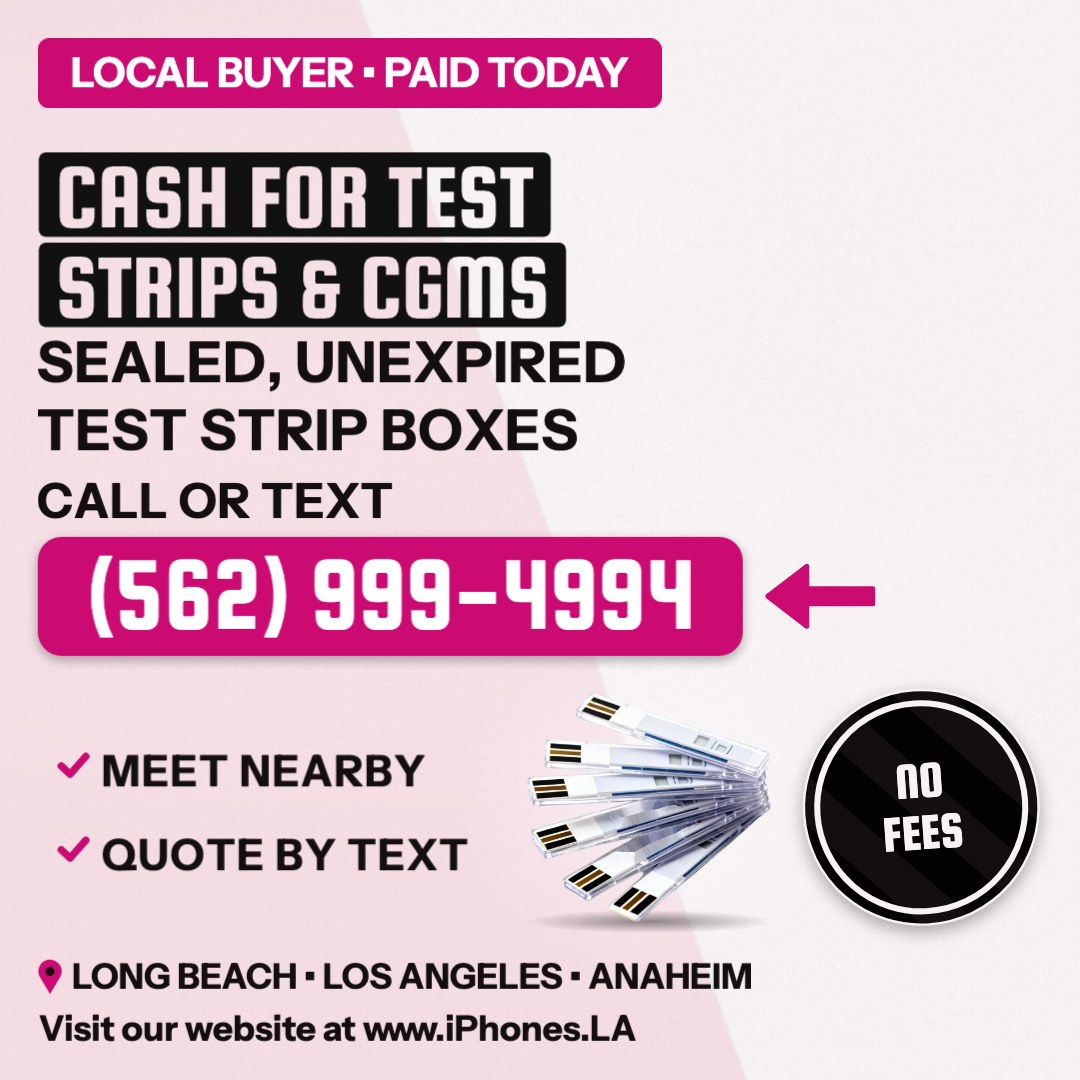 LOCAL BUYER ▪ PAID TODAY
CASH FOR TEST
STRIPS & CGMS
SEALED, UNEXPIRED
TEST STRIP BOXES
CALL OR TEXT
(562) 999-4994
MEET NEARBY
QUOTE BY TEXT
NO
FEES
LONG BEACH ▪ LOS ANGELES ▪ ANAHEIM
Visit our website at www.iPhones.LA